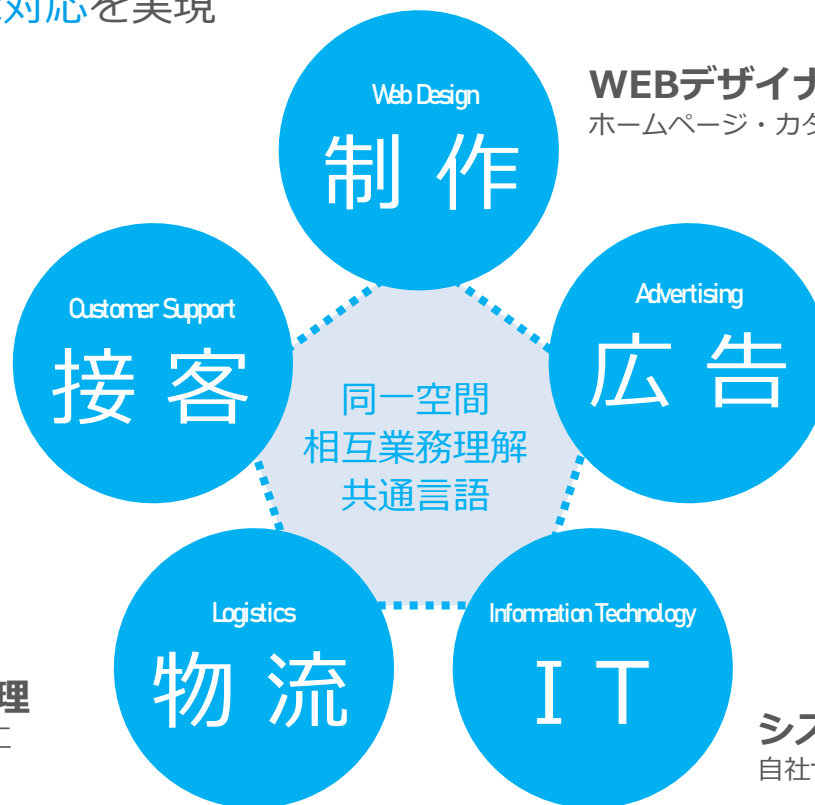 対応を実現
Web Design
制 作
WEBデザイナ
ホームページ・カタ
Customer Support
接 客
Advertising
広 告
同一空間
相互業務理解
共通言語
Logistics
物 流
Information Technology
I T
理
シス
自社